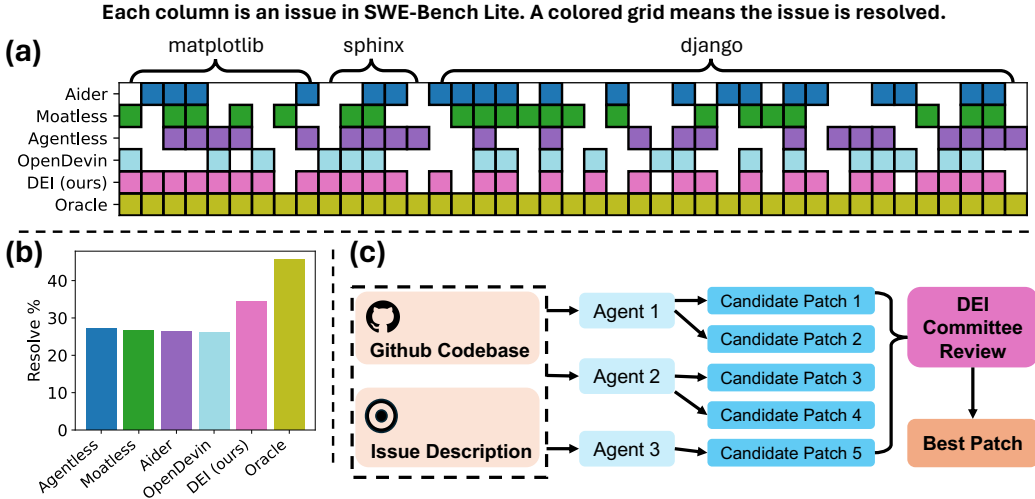 Each column is an issue in SWE-Bench Lite. A colored grid means the issue is resolved.
(a)
matplotlib
sphinx
django
Aider
Moatless
Agentless
OpenDevin
DEI (ours)
Oracle
(b)
Resolve %
40
30
20
10
0
Agentless
Moatless
Aider
OpenDevin
DEI (ours)
Oracle
(c)
Github Codebase
Issue Description
Agent 1
Agent 2
Agent 3
Candidate Patch 1
Candidate Patch 2
Candidate Patch 3
Candidate Patch 4
Candidate Patch 5
DEI
Committee
Review
Best Patch